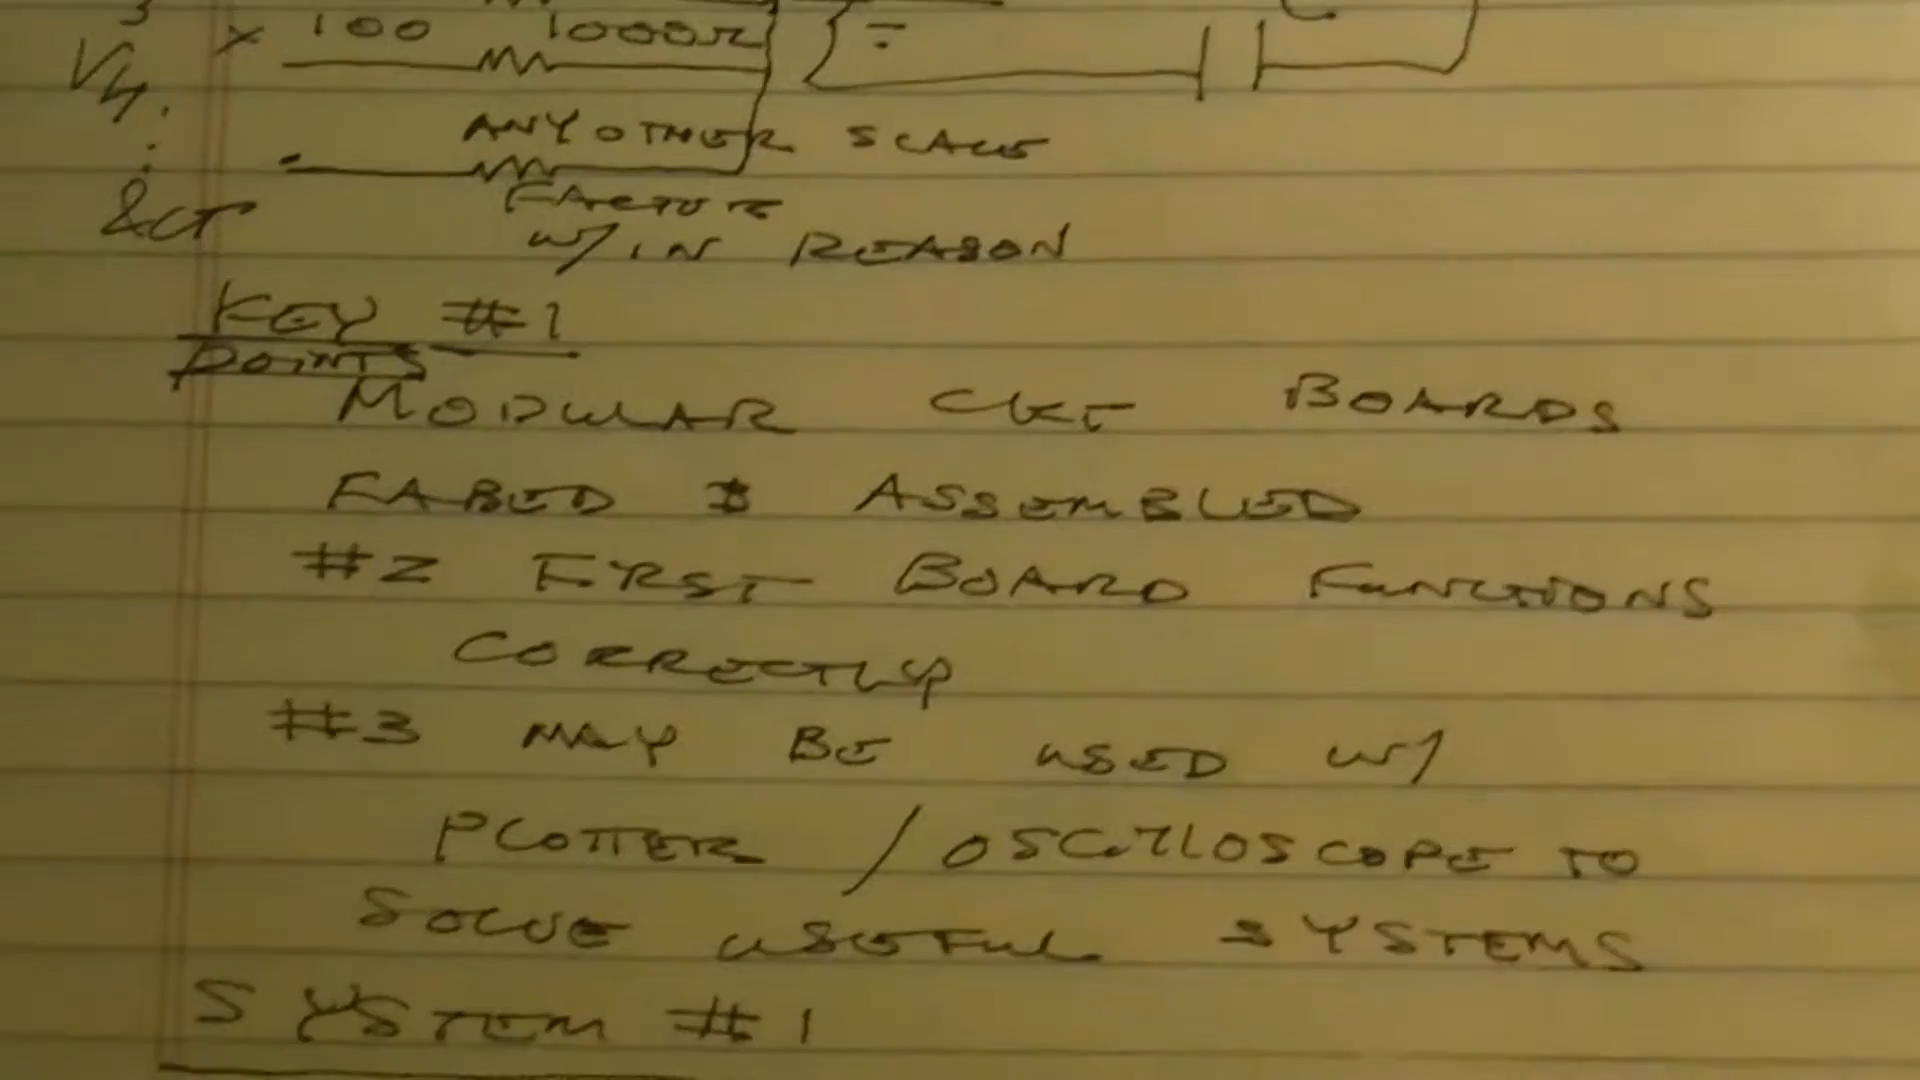 3
x 100 1000Ω
V4
ANY OTHER SCALE
&CT
FACTOR
W/IN REASON
KEY #1
POINTS
MODULAR CKT BOARDS
FABED & ASSEMBLED
#2 FIRST BOARD FUNCTIONS
CORRECTLY
#3 MAY BE USED W/
PLOTTER / OSCILLOSCOPE TO
SOLVE USEFUL SYSTEMS
SYSTEM #1